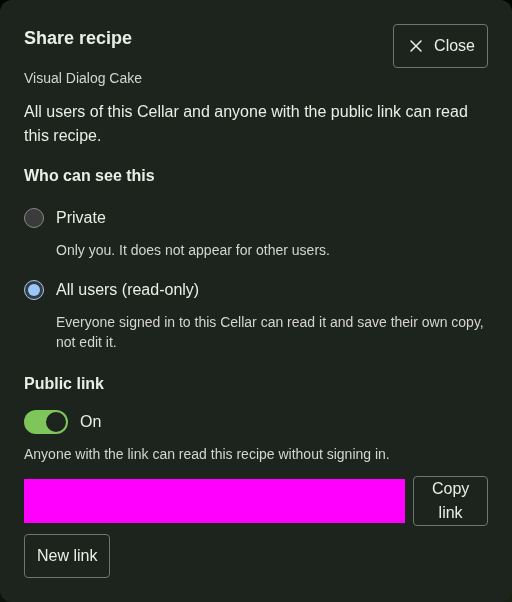 Share recipe
Close
Visual Dialog Cake
All users of this Cellar and anyone with the public link can read
this recipe.
Who can see this
Private
Only you. It does not appear for other users.
All users (read-only)
Everyone signed in to this Cellar can read it and save their own copy,
not edit it.
Public link
On
Anyone with the link can read this recipe without signing in.
Copy
link
New link